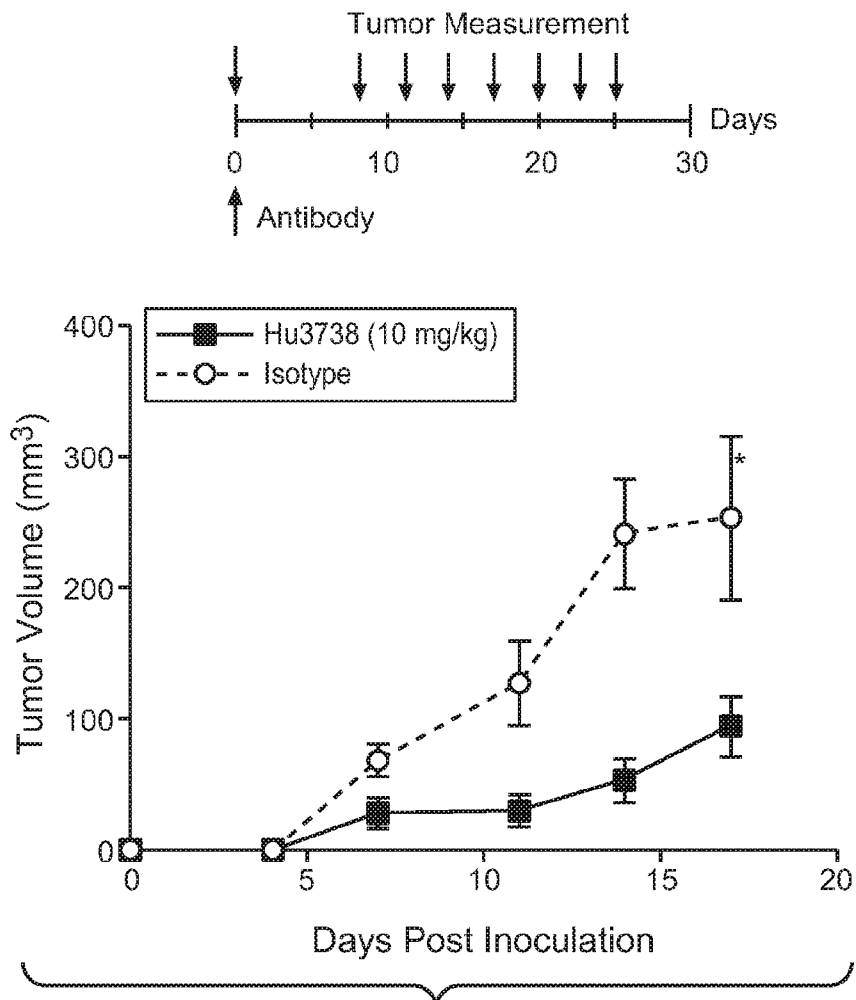 Tumor Measurement
Days
0 10 20 30
Antibody
400
Hu3738 (10 mg/kg)
Isotype
300
*
200
100
0
Tumor Volume (mm³)
0 5 10 15 20
Days Post Inoculation